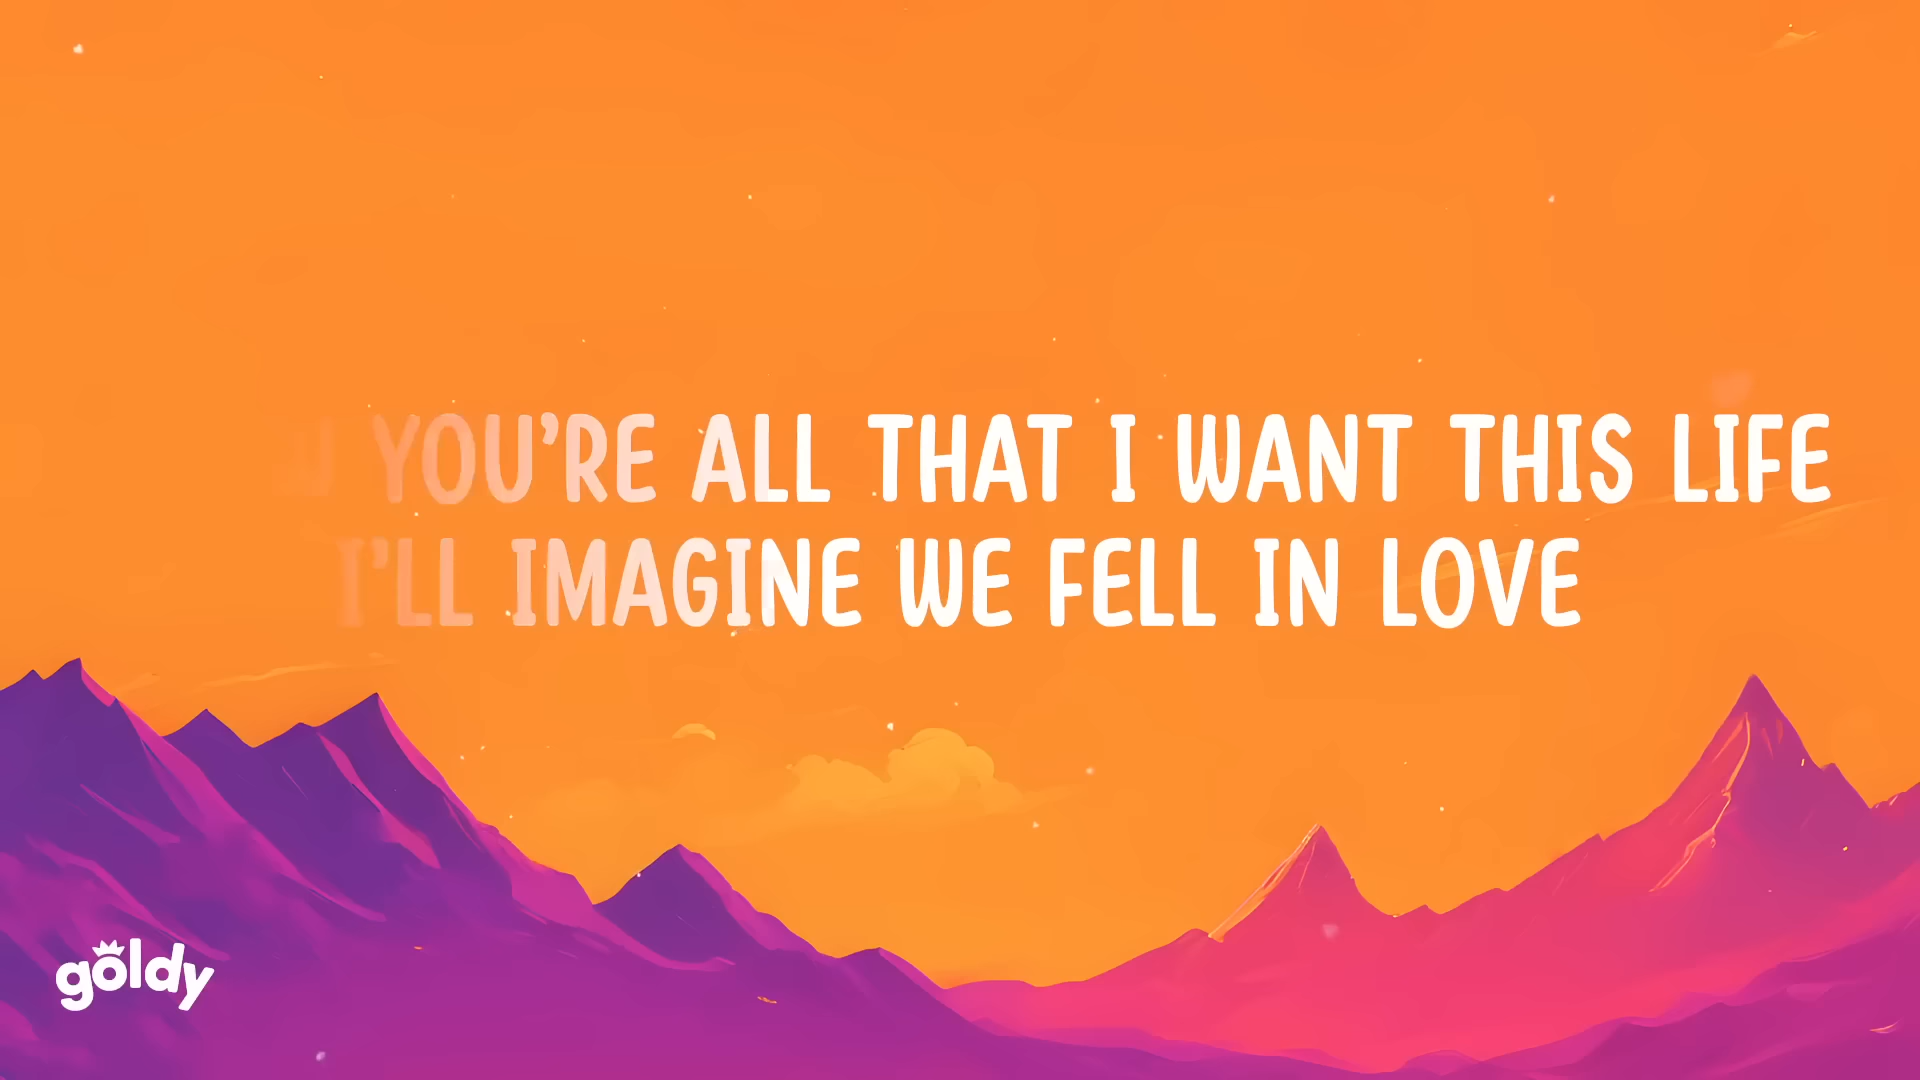 YOU'RE ALL THAT I WANT THIS LIFE
I'LL IMAGINE WE FELL IN LOVE
goldy